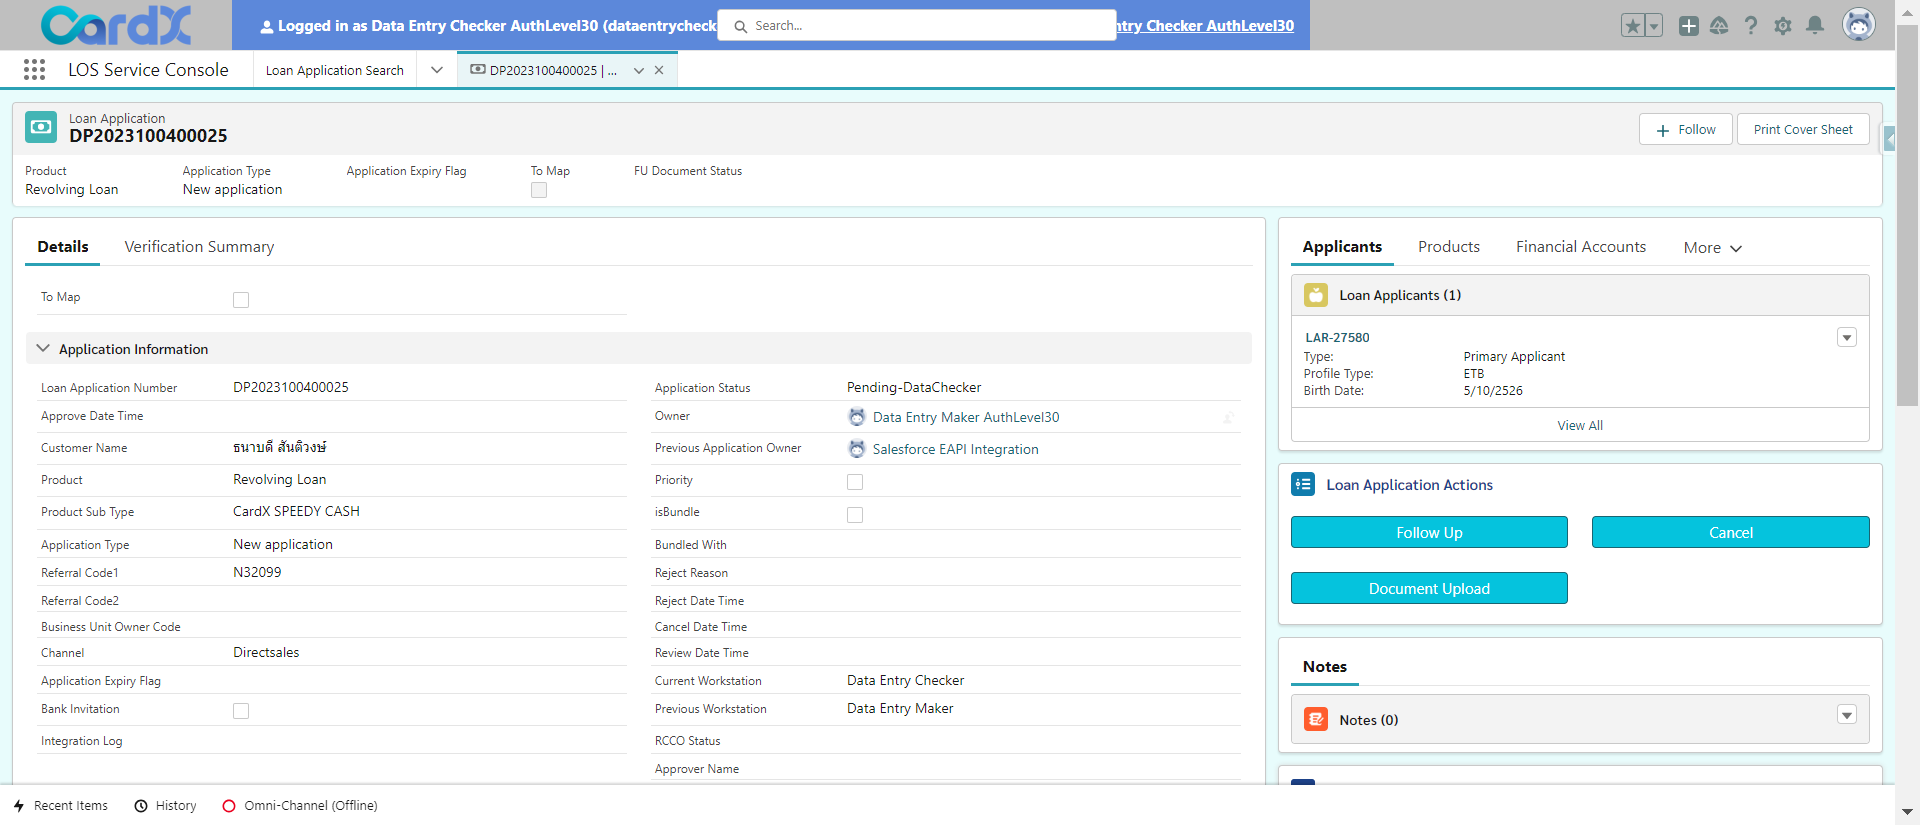 CardX
Logged in as Data Entry Checker AuthLevel30 (dataentrycheck
Search...
ntry Checker AuthLevel30
LOS Service Console
Loan Application Search
DP2023100400025 | ...
Loan Application
DP2023100400025
Follow
Print Cover Sheet
Product
Application Type
Application Expiry Flag
To Map
FU Document Status
Revolving Loan
New application
Details
Verification Summary
To Map
Application Information
Loan Application Number
DP2023100400025
Approve Date Time
Customer Name
ธนาบดี สันติวงษ์
Product
Revolving Loan
Product Sub Type
CardX SPEEDY CASH
Application Type
New application
Referral Code1
N32099
Referral Code2
Business Unit Owner Code
Channel
Directsales
Application Expiry Flag
Bank Invitation
Integration Log
Application Status
Pending-DataChecker
Owner
Data Entry Maker AuthLevel30
Previous Application Owner
Salesforce EAPI Integration
Priority
isBundle
Bundled With
Reject Reason
Reject Date Time
Cancel Date Time
Review Date Time
Current Workstation
Data Entry Checker
Previous Workstation
Data Entry Maker
RCCO Status
Approver Name
Applicants
Products
Financial Accounts
More
Loan Applicants (1)
LAR-27580
Type:
Primary Applicant
Profile Type:
ETB
Birth Date:
5/10/2526
View All
Loan Application Actions
Follow Up
Cancel
Document Upload
Notes
Notes (0)
Recent Items
History
Omni-Channel (Offline)